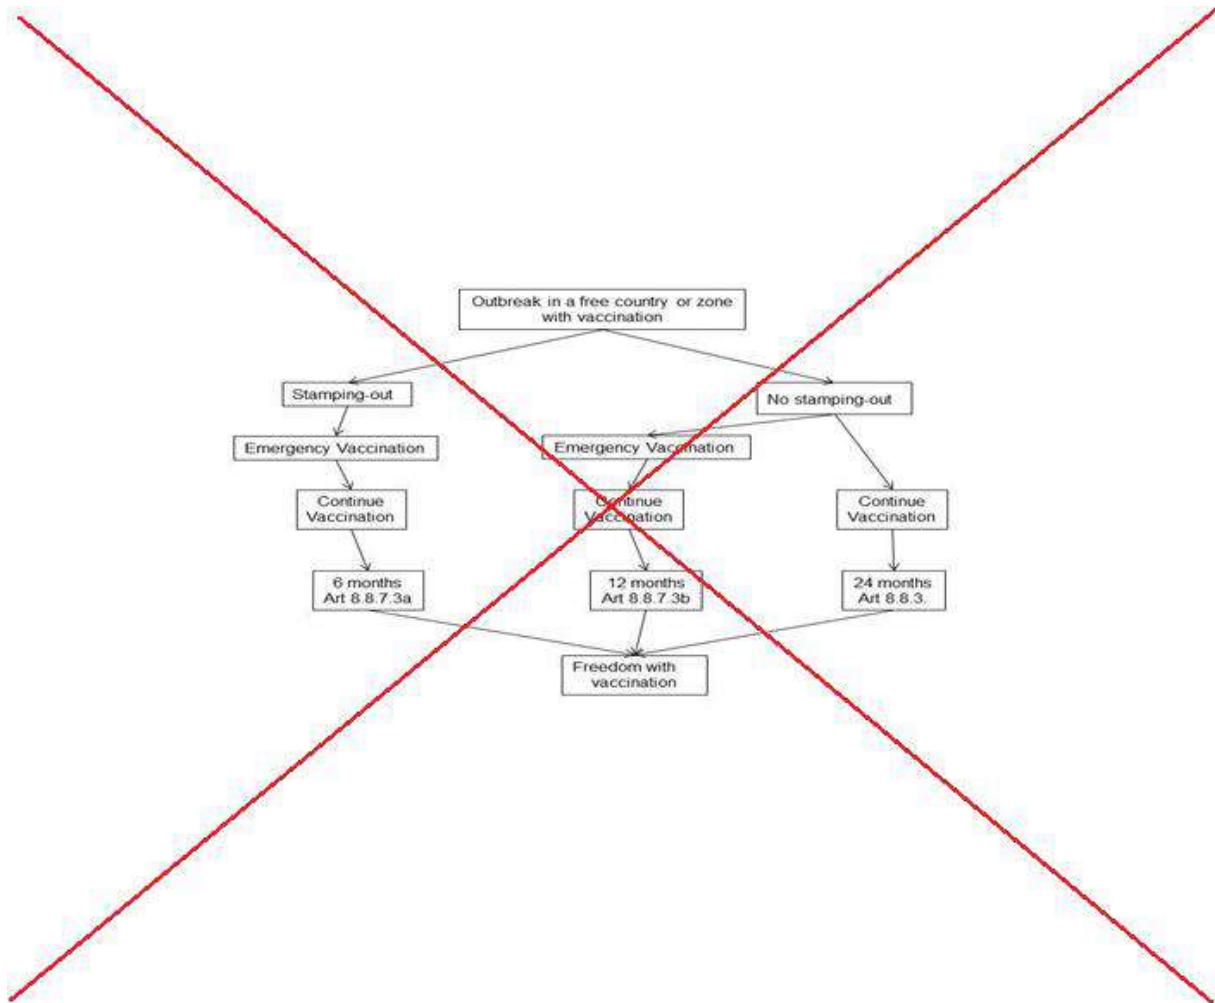 Outbreak in a free country or zone
with vaccination
Stamping-out
No stamping-out
Emergency Vaccination
Emergency Vaccination
Continue
Vaccination
Continue
Vaccination
Continue
Vaccination
6 months
Art 8.8.7.3a
12 months
Art 8.8.7.3b
24 months
Art 8.8.3.
Freedom with
vaccination